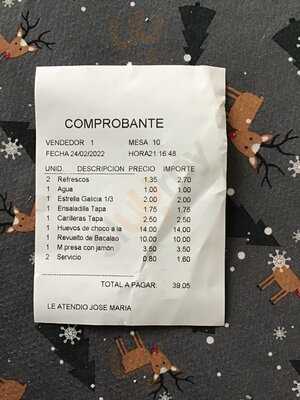 COMPROBANTE
VENDEDOR 1 MESA 10
FECHA 24/02/2022 HORA21:16:48
UNID. DESCRIPCION PRECIO IMPORTE
2 Refrescos 1.35 2.70
1 Agua 1.00 1.00
1 Estrella Galicia 1/3 2.00 2.00
1 Ensaladilla Tapa 1.75 1.75
1 Carilleras Tapa 2.50 2.50
1 Huevos de choco a la 14.00 14.00
1 Revuelto de Bacalao 10.00 10.00
1 M presa con jamón 3.50 3.50
2 Servicio 0.80 1.60
TOTAL A PAGAR: 39.05
LE ATENDIO JOSE MARIA